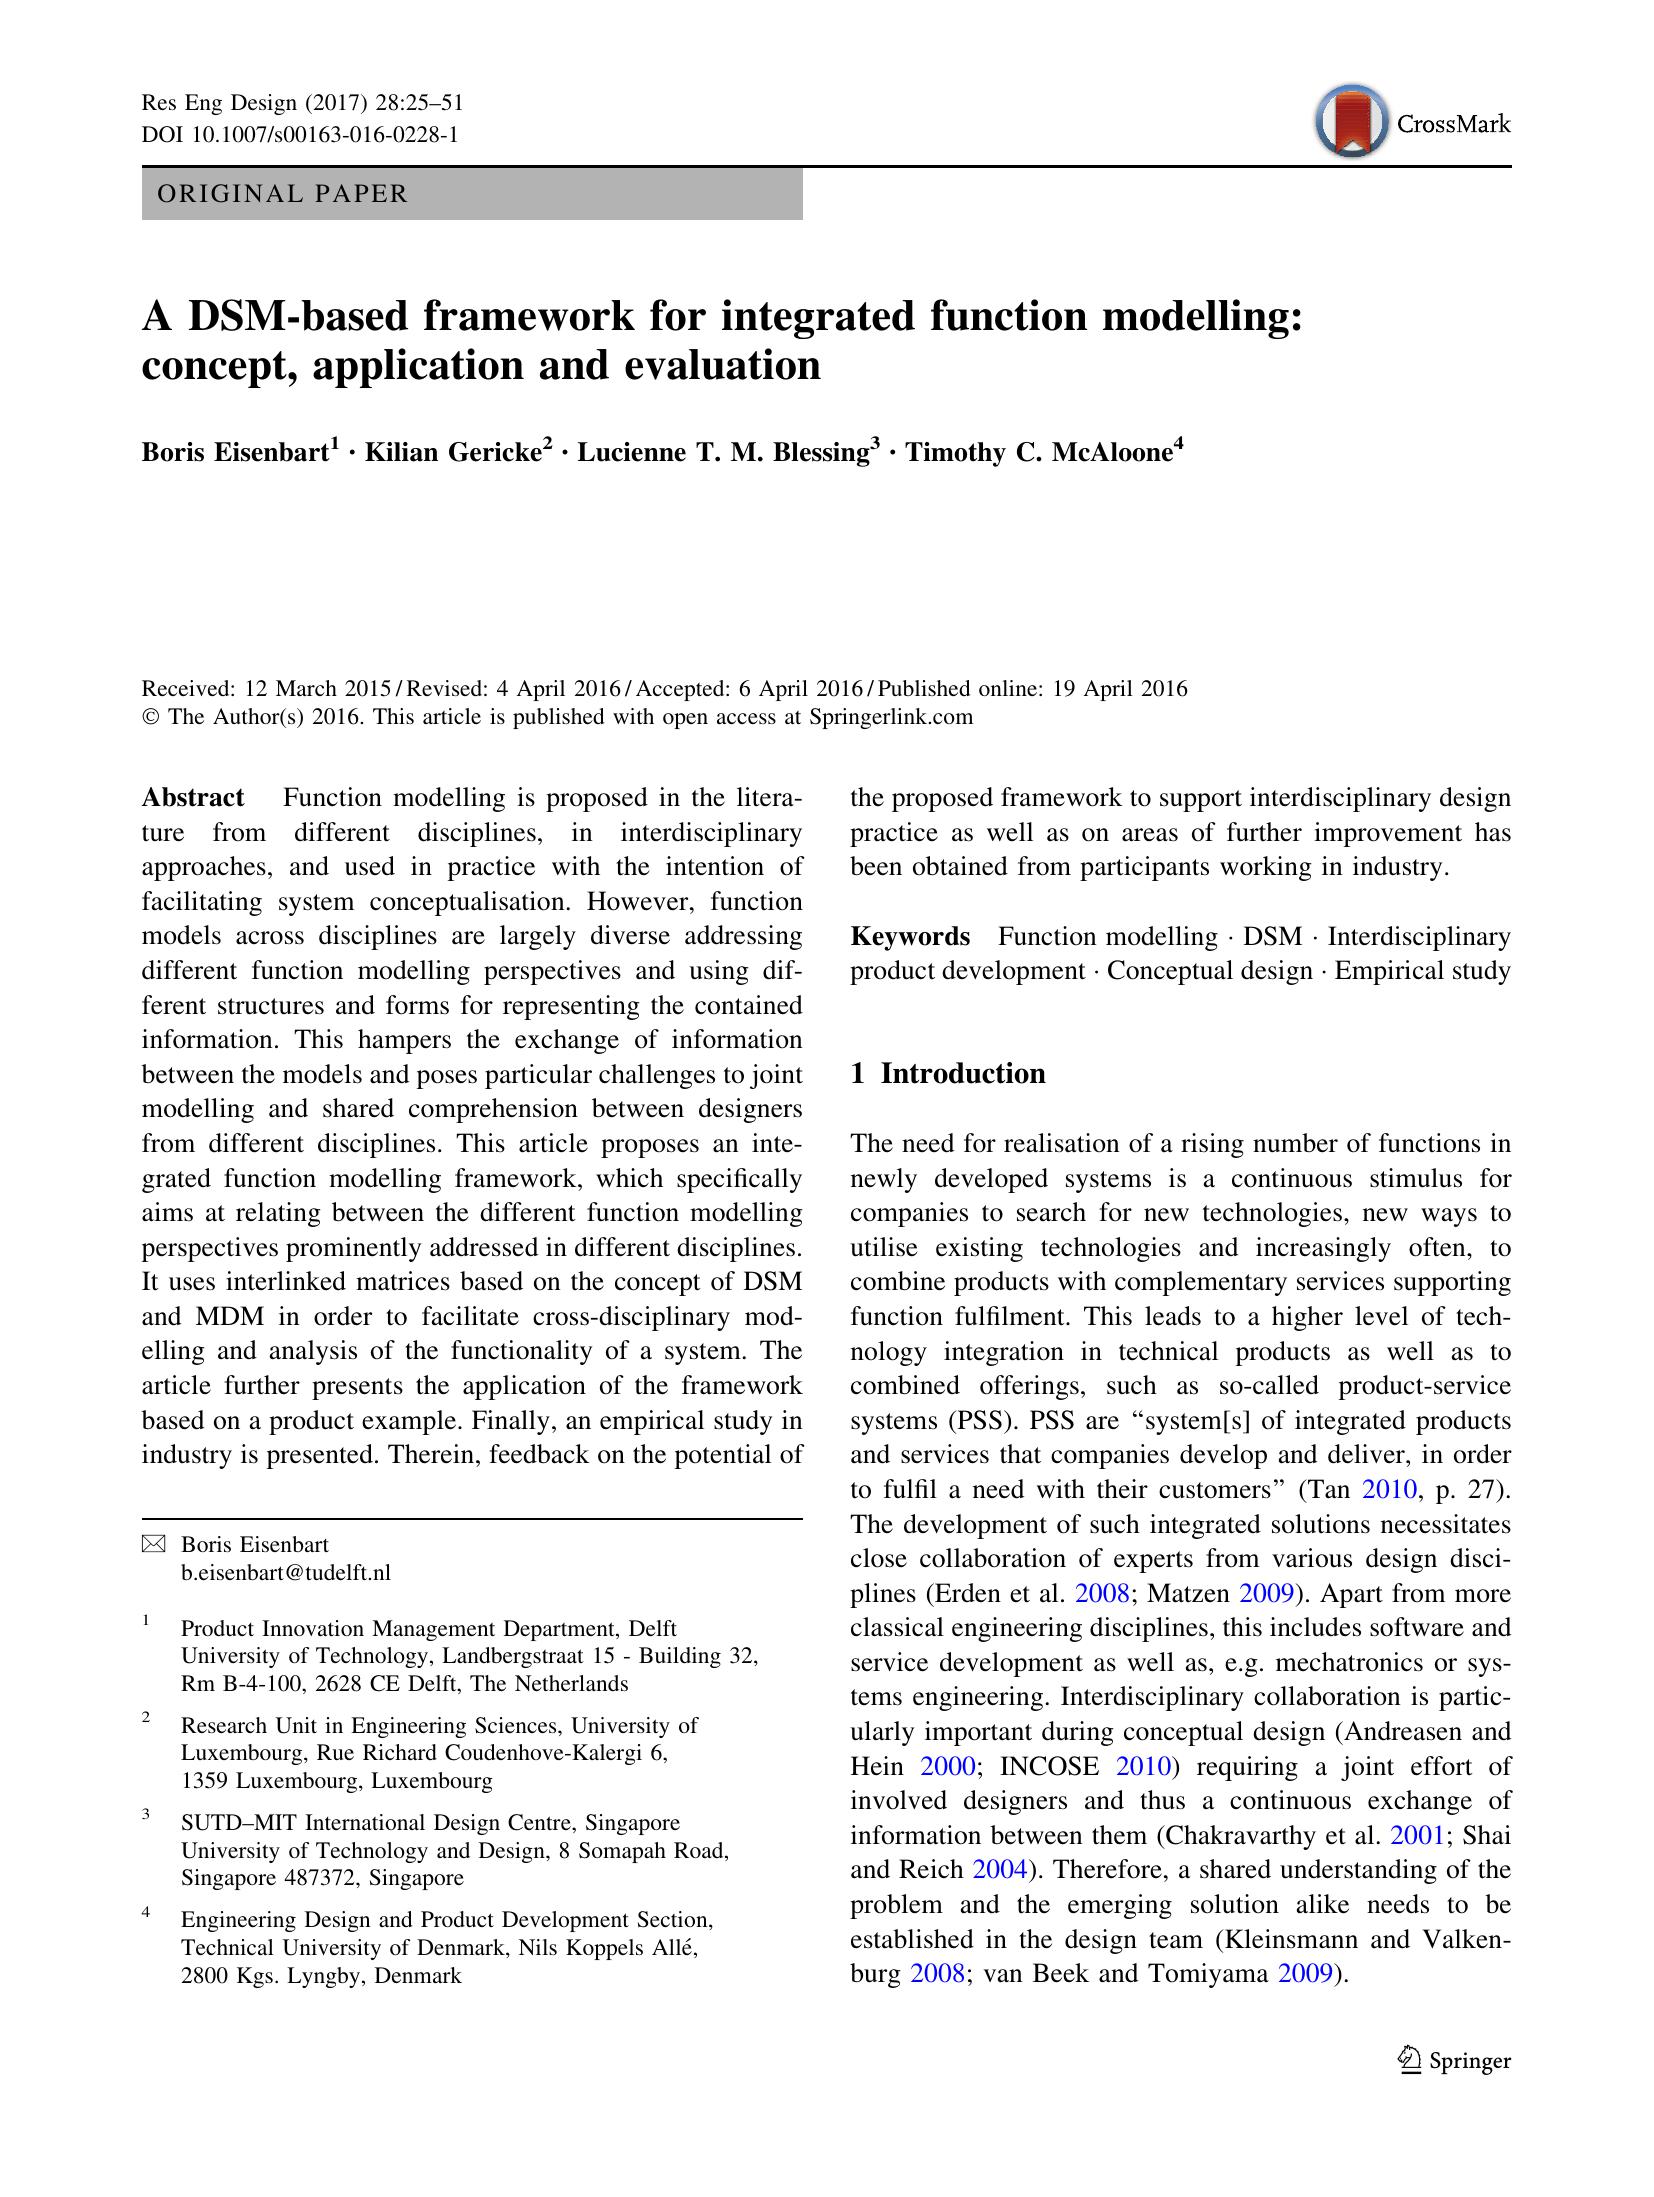 Res Eng Design (2017) 28:25–51
DOI 10.1007/s00163-016-0228-1
CrossMark
ORIGINAL PAPER
A DSM-based framework for integrated function modelling:
concept, application and evaluation
Boris Eisenbart1 · Kilian Gericke2 · Lucienne T. M. Blessing3 · Timothy C. McAloone4
Received: 12 March 2015 / Revised: 4 April 2016 / Accepted: 6 April 2016 / Published online: 19 April 2016
© The Author(s) 2016. This article is published with open access at Springerlink.com
Abstract Function modelling is proposed in the litera-
ture from different disciplines, in interdisciplinary
approaches, and used in practice with the intention of
facilitating system conceptualisation. However, function
models across disciplines are largely diverse addressing
different function modelling perspectives and using dif-
ferent structures and forms for representing the contained
information. This hampers the exchange of information
between the models and poses particular challenges to joint
modelling and shared comprehension between designers
from different disciplines. This article proposes an inte-
grated function modelling framework, which specifically
aims at relating between the different function modelling
perspectives prominently addressed in different disciplines.
It uses interlinked matrices based on the concept of DSM
and MDM in order to facilitate cross-disciplinary mod-
elling and analysis of the functionality of a system. The
article further presents the application of the framework
based on a product example. Finally, an empirical study in
industry is presented. Therein, feedback on the potential of
Boris Eisenbart
b.eisenbart@tudelft.nl
1 Product Innovation Management Department, Delft
University of Technology, Landbergstraat 15 - Building 32,
Rm B-4-100, 2628 CE Delft, The Netherlands
2 Research Unit in Engineering Sciences, University of
Luxembourg, Rue Richard Coudenhove-Kalergi 6,
1359 Luxembourg, Luxembourg
3 SUTD–MIT International Design Centre, Singapore
University of Technology and Design, 8 Somapah Road,
Singapore 487372, Singapore
4 Engineering Design and Product Development Section,
Technical University of Denmark, Nils Koppels Allé,
2800 Kgs. Lyngby, Denmark
the proposed framework to support interdisciplinary design
practice as well as on areas of further improvement has
been obtained from participants working in industry.
Keywords Function modelling · DSM · Interdisciplinary
product development · Conceptual design · Empirical study
1 Introduction
The need for realisation of a rising number of functions in
newly developed systems is a continuous stimulus for
companies to search for new technologies, new ways to
utilise existing technologies and increasingly often, to
combine products with complementary services supporting
function fulfilment. This leads to a higher level of tech-
nology integration in technical products as well as to
combined offerings, such as so-called product-service
systems (PSS). PSS are “system[s] of integrated products
and services that companies develop and deliver, in order
to fulfil a need with their customers” (Tan 2010, p. 27).
The development of such integrated solutions necessitates
close collaboration of experts from various design disci-
plines (Erden et al. 2008; Matzen 2009). Apart from more
classical engineering disciplines, this includes software and
service development as well as, e.g. mechatronics or sys-
tems engineering. Interdisciplinary collaboration is partic-
ularly important during conceptual design (Andreasen and
Hein 2000; INCOSE 2010) requiring a joint effort of
involved designers and thus a continuous exchange of
information between them (Chakravarthy et al. 2001; Shai
and Reich 2004). Therefore, a shared understanding of the
problem and the emerging solution alike needs to be
established in the design team (Kleinsmann and Valken-
burg 2008; van Beek and Tomiyama 2009).
Springer